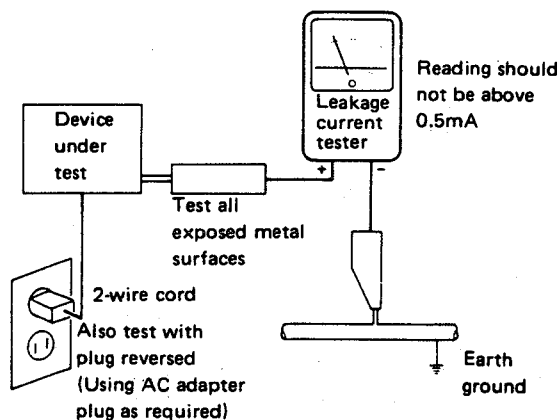 Device
under
test
Leakage
current
tester
Reading should
not be above
0.5mA
+
-
Test all
exposed metal
surfaces
2-wire cord
Also test with
plug reversed
(Using AC adapter
plug as required)
Earth
ground